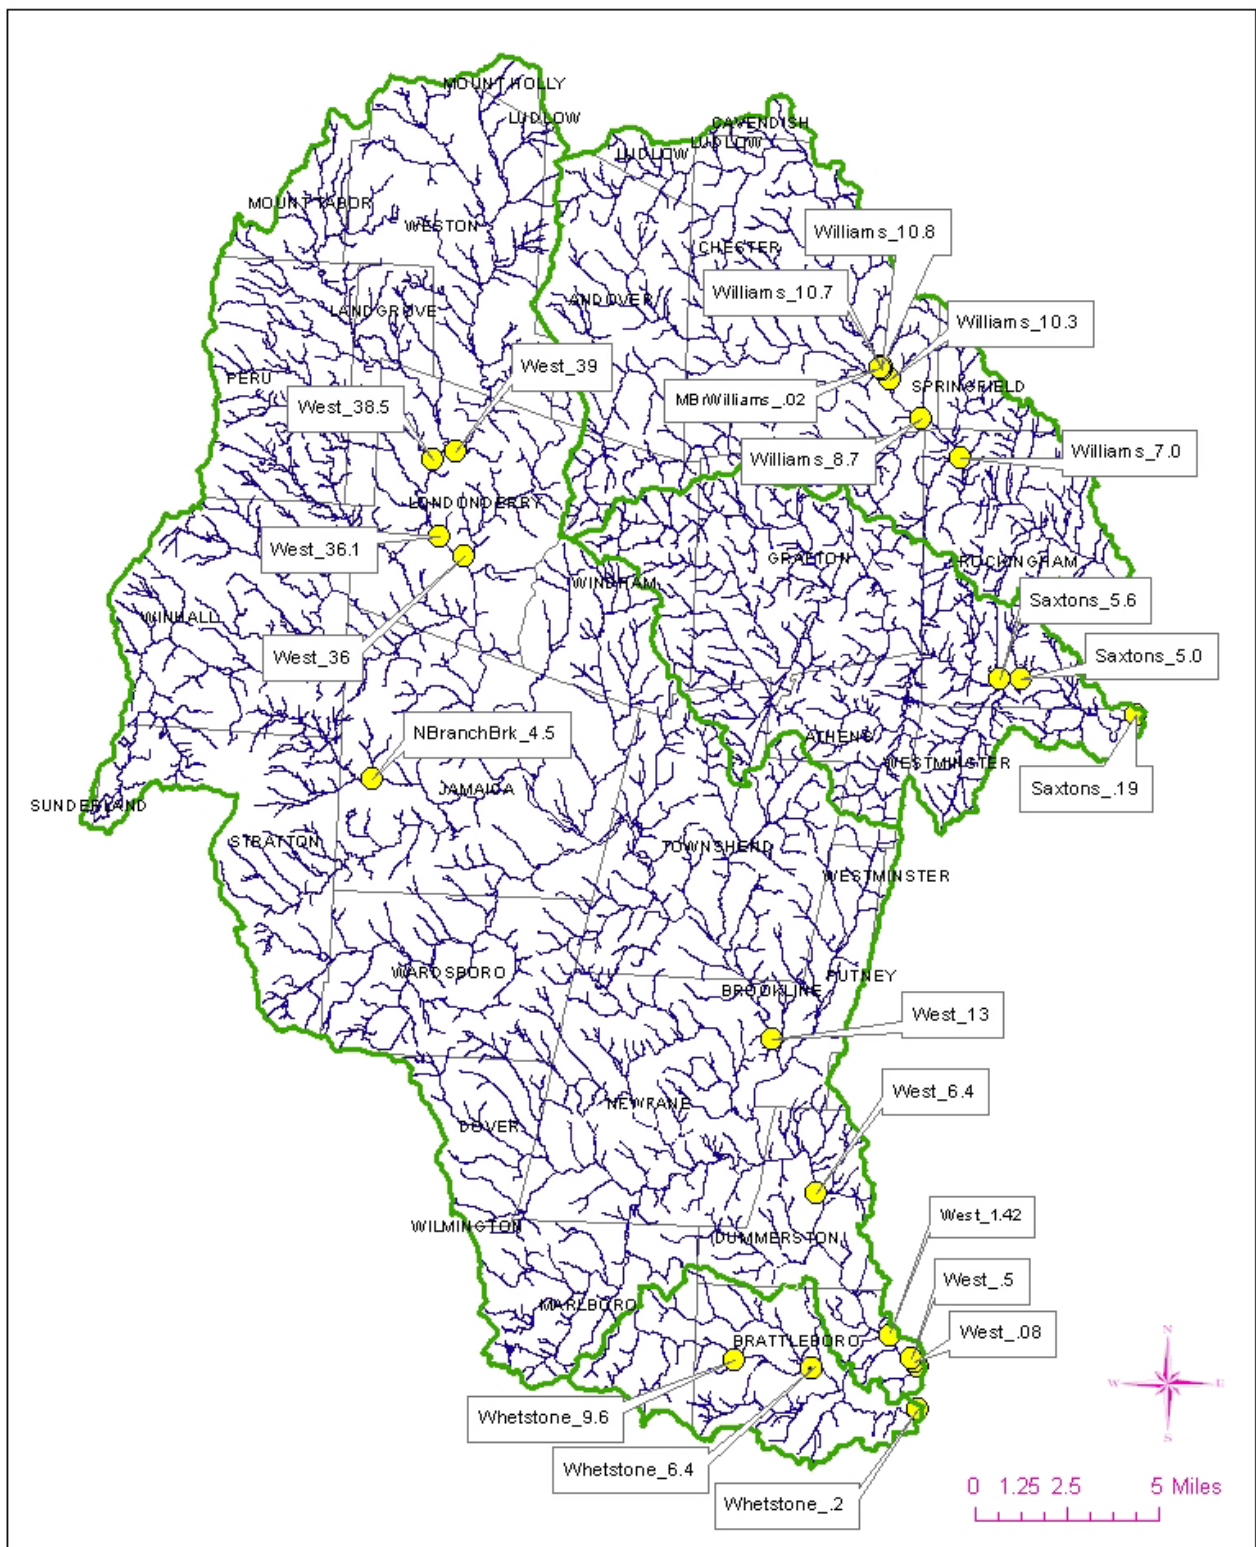 MOUNT HOLLY
LUDLOW
CAVENDISH
LUDLOW
LUDLOW
MOUNT TABOR
WESTON
Williams_10.8
CHESTER
Williams_10.7
ANDOVER
LANDGROVE
Williams_10.3
West_39
PERU
SPRINGFIELD
West_38.5
MBrWilliams_.02
Williams_8.7
Williams_7.0
LONDONDERRY
West_36.1
GRAFTON
ROCKINGHAM
WINDHAM
Saxtons_5.6
WINHALL
West_36
Saxtons_5.0
NBranchBrk_4.5
ATHENS
WESTMINSTER
JAMAICA
Saxtons_.19
SUNDERLAND
STRATTON
TOWNSHEND
WESTMINSTER
WARDSBORO
PUTNEY
BROOKLINE
West_13
West_6.4
NEWFANE
DOVER
West_1.42
WILMINGTON
DUMMERSTON
West_.5
MARLBORO
West_.08
BRATTLEBORO
N
W
E
S
Whetstone_9.6
Whetstone_6.4
Whetstone_.2
0 1.25 2.5 5 Miles